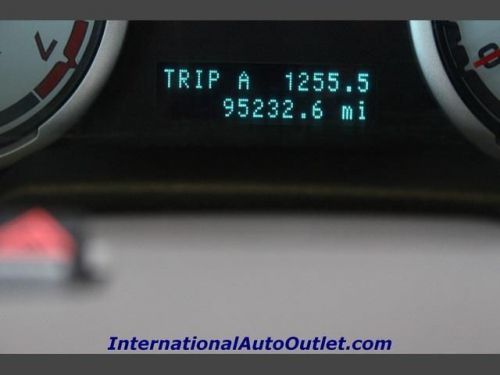 TRIP A 1255.5
95232.6 mi
InternationalAutoOutlet.com